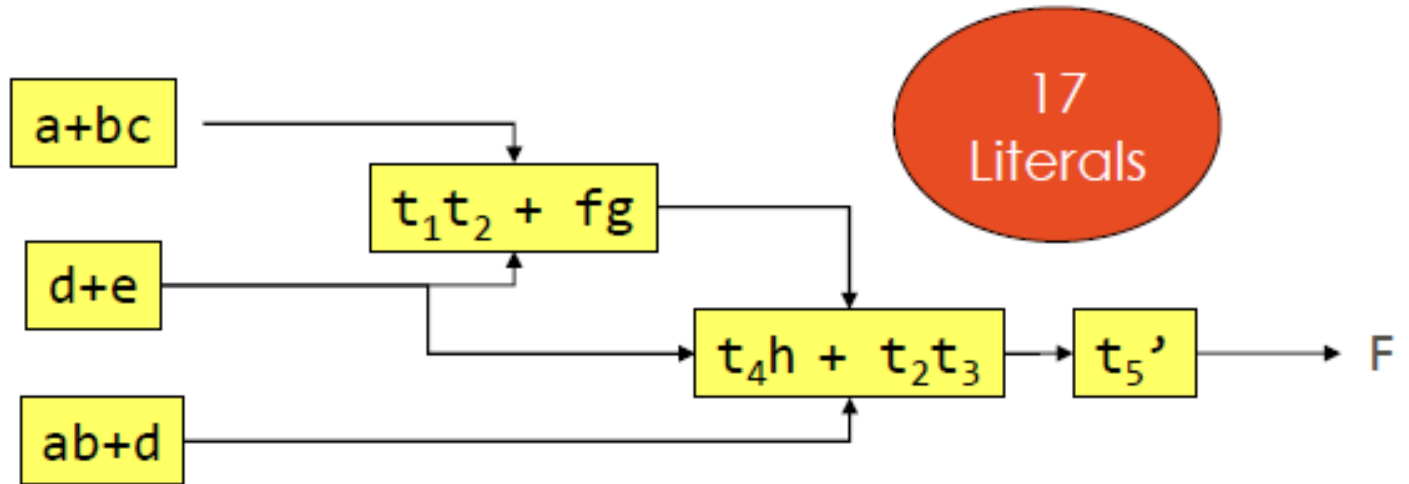 a+bc
17
Literals
t₁t₂ + fg
d+e
t₄h + t₂t₃
t₅’
F
ab+d